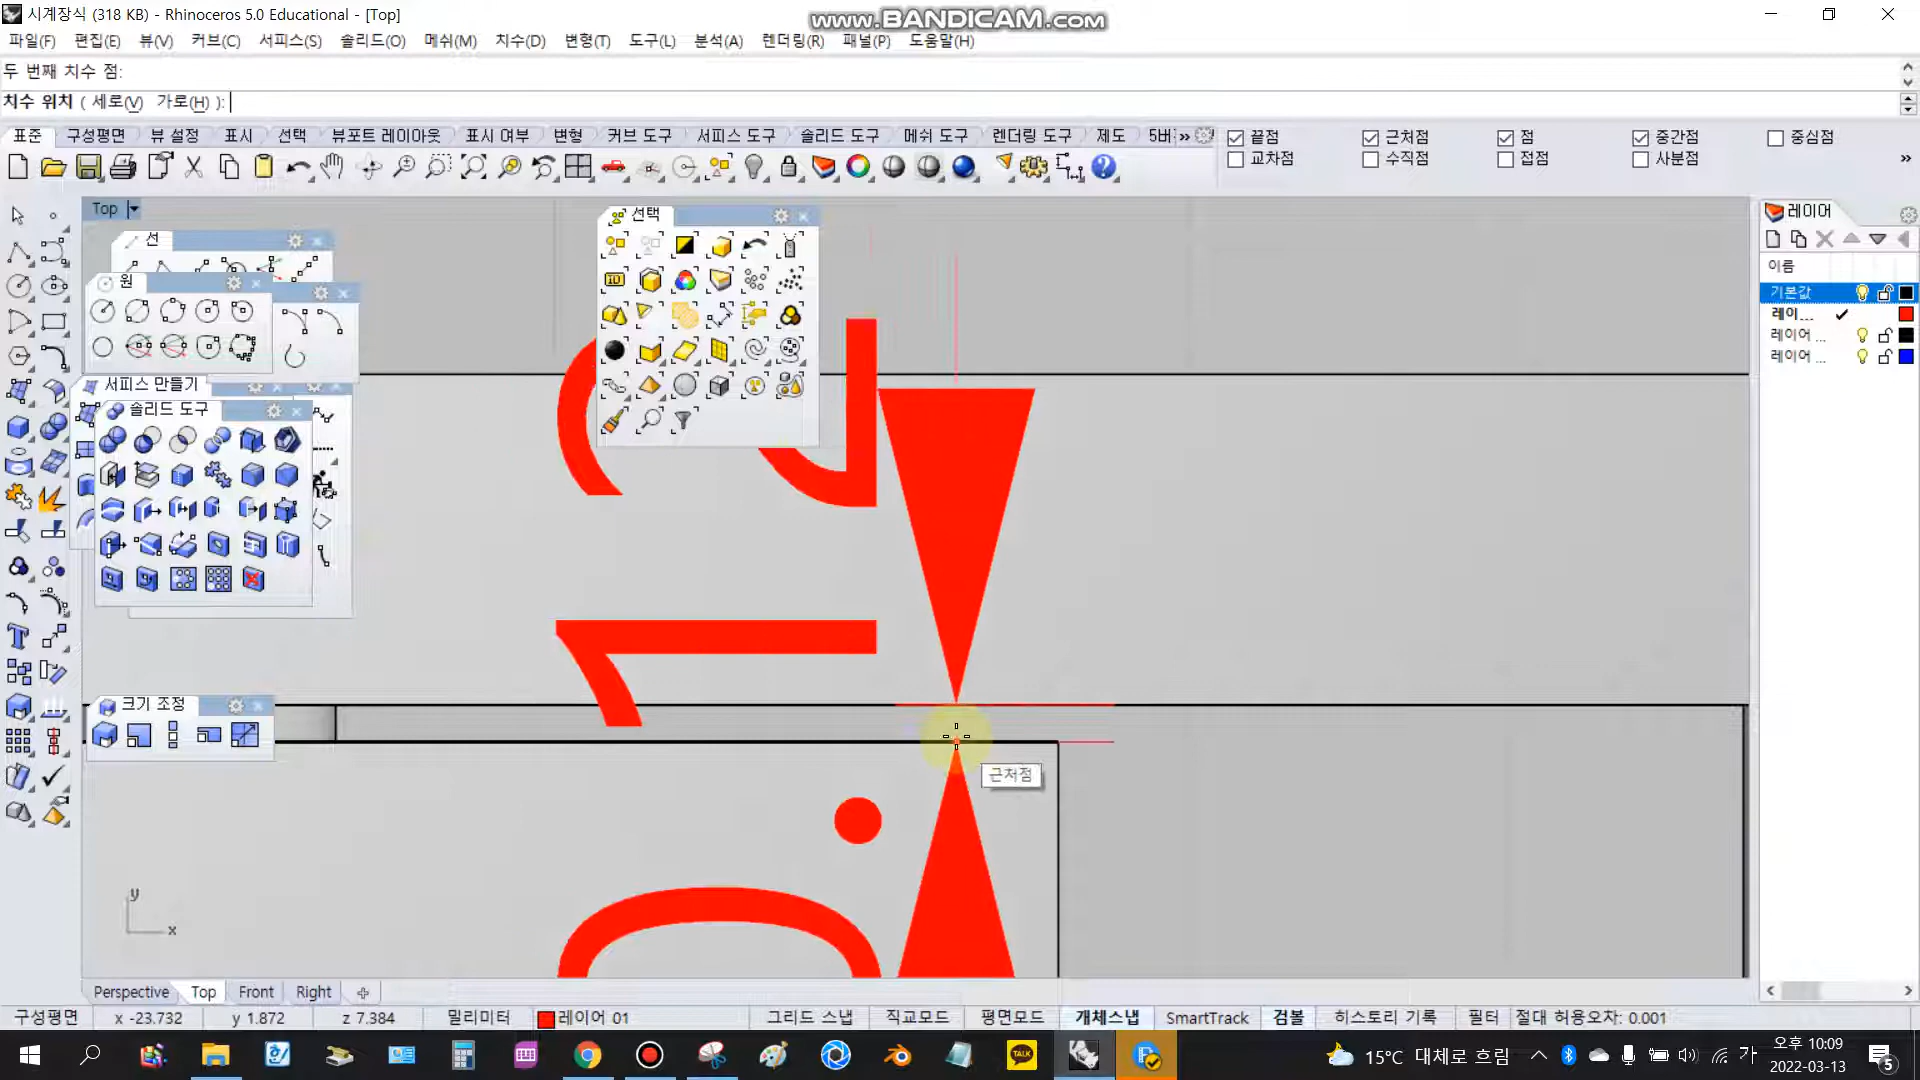 시계장식 (318 KB) - Rhinoceros 5.0 Educational - [Top]
www.BANDICAM.com
파일(F) 편집(E) 뷰(V) 커브(C) 서피스(S) 솔리드(O) 메쉬(M) 치수(D) 변형(T) 도구(L) 분석(A) 렌더링(R) 패널(P) 도움말(H)
두 번째 치수 점:
치수 위치 ( 세로(V) 가로(H) ):
표준 구성평면 뷰 설정 표시 선택 뷰포트 레이아웃 표시 여부 변형 커브 도구 서피스 도구 솔리드 도구 메쉬 도구 렌더링 도구 제도 5버 »
끝점 근처점 점 중간점 중심점
교차점 수직점 접점 사분점 »
Top
선택
레이어
선
원
이름
기본값
레이...
레이어 ...
레이어 ...
서피스 만들기
솔리드 도구
크기 조정
근처점
y
x
Perspective Top Front Right
구성평면 x -23.732 y 1.872 z 7.384 밀리미터 레이어 01 그리드 스냅 직교모드 평면모드 개체스냅 SmartTrack 검볼 히스토리 기록 필터 절대 허용오차: 0.001
TALK
15°C 대체로 흐림
가
오후 10:09
2022-03-13
5